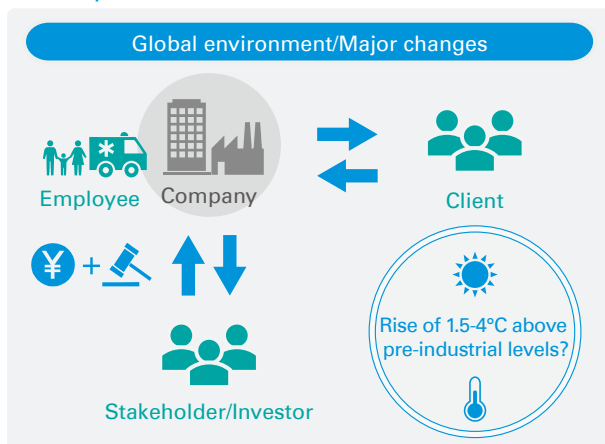 Global environment/Major changes
Employee
Company
Client
¥ +
Rise of 1.5-4°C above
pre-industrial levels?
Stakeholder/Investor